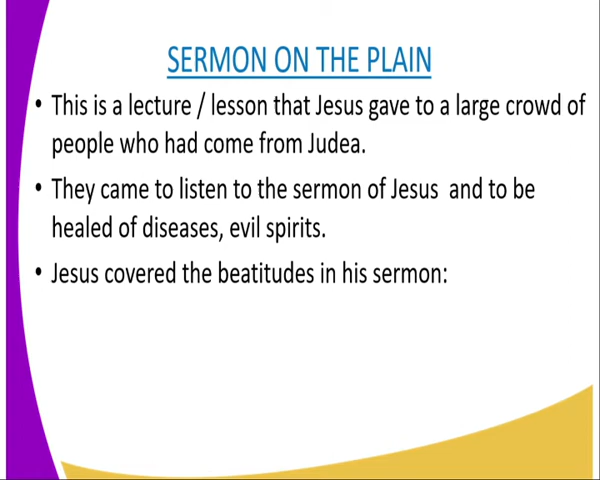 SERMON ON THE PLAIN
• This is a lecture / lesson that Jesus gave to a large crowd of
people who had come from Judea.
• They came to listen to the sermon of Jesus and to be
healed of diseases, evil spirits.
• Jesus covered the beatitudes in his sermon: